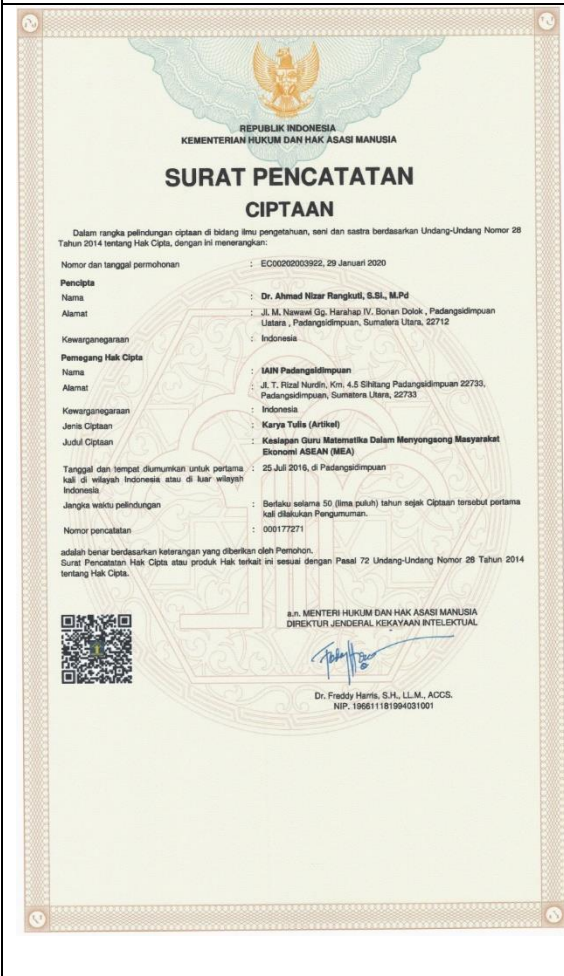 REPUBLIK INDONESIA
KEMENTERIAN HUKUM DAN HAK ASASI MANUSIA
SURAT PENCATATAN
CIPTAAN
Dalam rangka pelindungan ciptaan di bidang ilmu pengetahuan, seni dan sastra berdasarkan Undang-Undang Nomor 28
Tahun 2014 tentang Hak Cipta, dengan ini menerangkan:
Nomor dan tanggal permohonan : EC00202003922, 29 Januari 2020
Pencipta
Nama : Dr. Ahmad Nizar Rangkuti, S.Si., M.Pd
Alamat : Jl. M. Nawawi Gg. Harahap IV. Bonan Dolok , Padangsidimpuan
Uatara , Padangsidimpuan, Sumatera Utara, 22712
Kewarganegaraan : Indonesia
Pemegang Hak Cipta
Nama : IAIN Padangsidimpuan
Alamat : Jl. T. Rizal Nurdin, Km. 4.5 Sihitang Padangsidimpuan 22733,
Padangsidimpuan, Sumatera Utara, 22733
Kewarganegaraan : Indonesia
Jenis Ciptaan : Karya Tulis (Artikel)
Judul Ciptaan : Kesiapan Guru Matematika Dalam Menyongsong Masyarakat
Ekonomi ASEAN (MEA)
Tanggal dan tempat diumumkan untuk pertama : 25 Juli 2016, di Padangsidimpuan
kali di wilayah Indonesia atau di luar wilayah
Indonesia
Jangka waktu pelindungan : Berlaku selama 50 (lima puluh) tahun sejak Ciptaan tersebut pertama
kali dilakukan Pengumuman.
Nomor pencatatan : 000177271
adalah benar berdasarkan keterangan yang diberikan oleh Pemohon.
Surat Pencatatan Hak Cipta atau produk Hak terkait ini sesuai dengan Pasal 72 Undang-Undang Nomor 28 Tahun 2014
tentang Hak Cipta.
a.n. MENTERI HUKUM DAN HAK ASASI MANUSIA
DIREKTUR JENDERAL KEKAYAAN INTELEKTUAL
Dr. Freddy Harris, S.H., LL.M., ACCS.
NIP. 196611181994031001